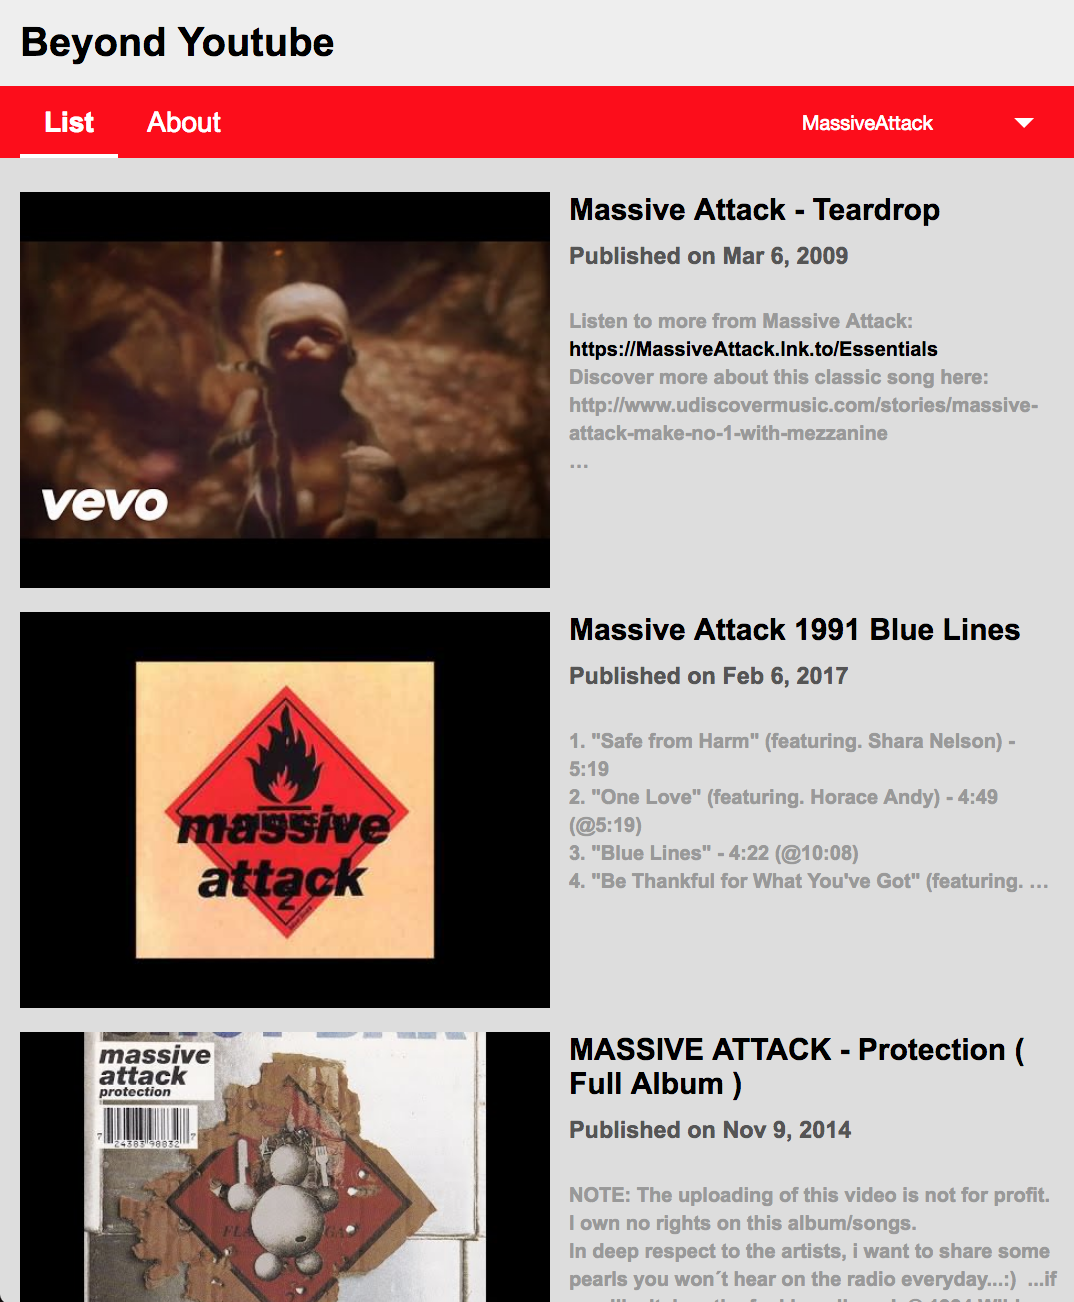 Beyond Youtube
List About MassiveAttack
Massive Attack - Teardrop
Published on Mar 6, 2009
Listen to more from Massive Attack:
https://MassiveAttack.lnk.to/Essentials
Discover more about this classic song here:
http://www.udiscovermusic.com/stories/massive-
attack-make-no-1-with-mezzanine
…
vevo
Massive Attack 1991 Blue Lines
Published on Feb 6, 2017
1. "Safe from Harm" (featuring. Shara Nelson) -
5:19
2. "One Love" (featuring. Horace Andy) - 4:49
(@5:19)
3. "Blue Lines" - 4:22 (@10:08)
4. "Be Thankful for What You've Got" (featuring. …
massive
attack
2
MASSIVE ATTACK - Protection (
Full Album )
Published on Nov 9, 2014
NOTE: The uploading of this video is not for profit.
I own no rights on this album/songs.
In deep respect to the artists, i want to share some
pearls you won´t hear on the radio everyday...:)  ...if
massive
attack
protection
7 24383 98832 7